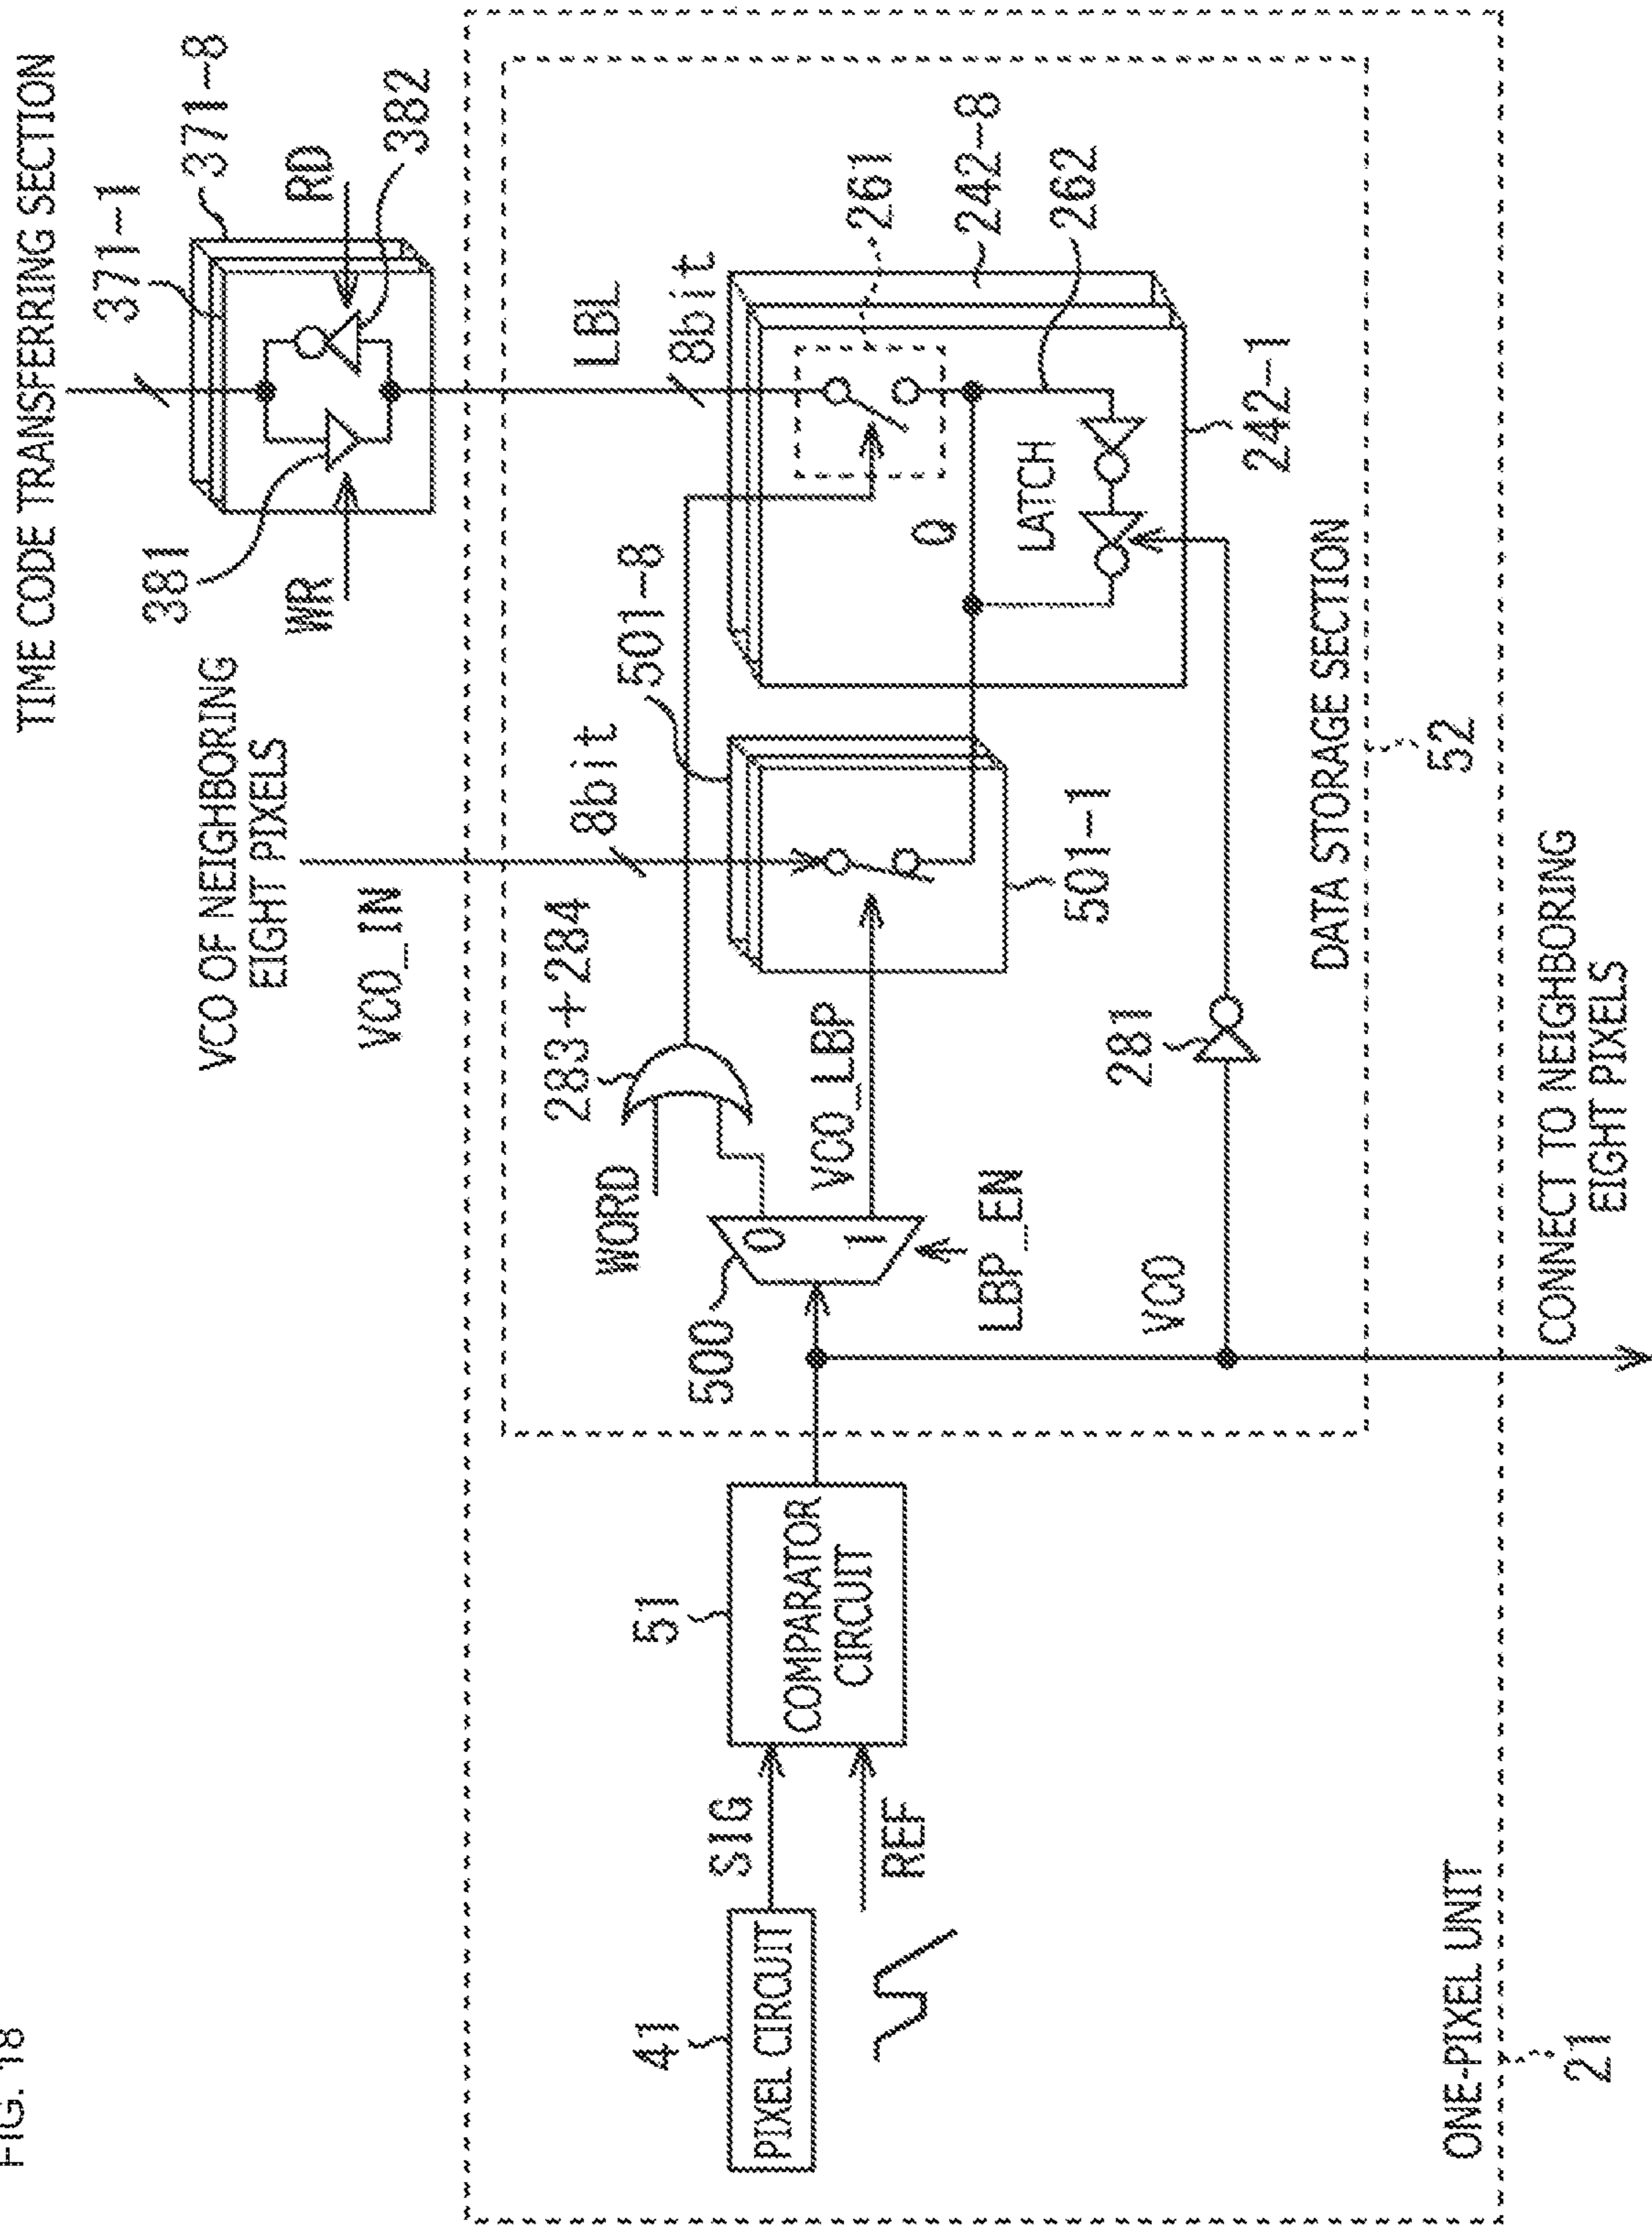 FIG. 18
TIME CODE TRANSFERRING SECTION
371-1
371-8
381
382
WR
RD
VCO OF NEIGHBORING
EIGHT PIXELS
VCO_IN
LBL
8bit
8bit
501-8
283+284
WORD
261
242-8
262
Q
LATCH
242-1
500
0
1
VCO_LBP
501-1
LBP_EN
VCO
281
DATA STORAGE SECTION
52
41
PIXEL CIRCUIT
SIG
REF
51
COMPARATOR
CIRCUIT
ONE-PIXEL UNIT
21
CONNECT TO NEIGHBORING
EIGHT PIXELS